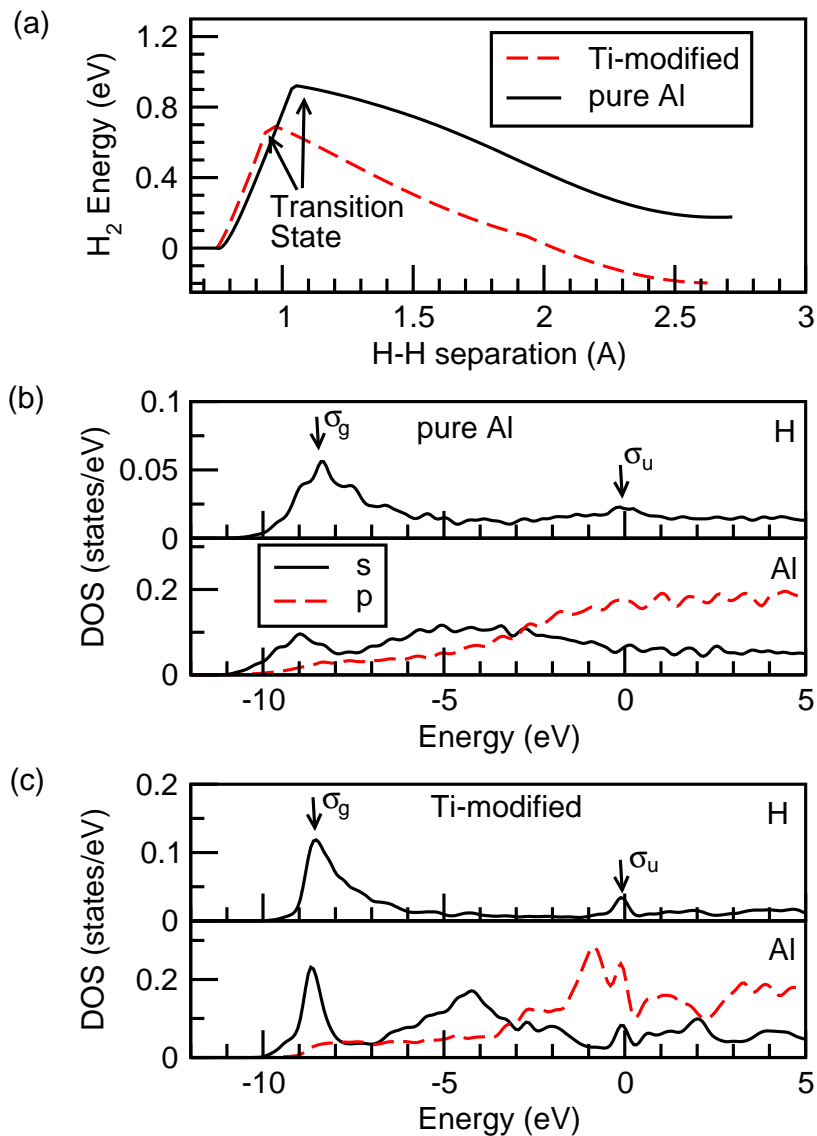 (a)
1.2
0.8
0.4
0
H2 Energy (eV)
Ti-modified
pure Al
Transition
State
1 1.5 2 2.5 3
H-H separation (A)
(b)
0.1
0.05
0
σg
pure Al
σu
H
DOS (states/eV)
0.2
0
s
p
Al
-10 -5 0 5
Energy (eV)
(c)
0.2
0.1
0
σg
Ti-modified
σu
H
DOS (states/eV)
0.2
0
Al
-10 -5 0 5
Energy (eV)